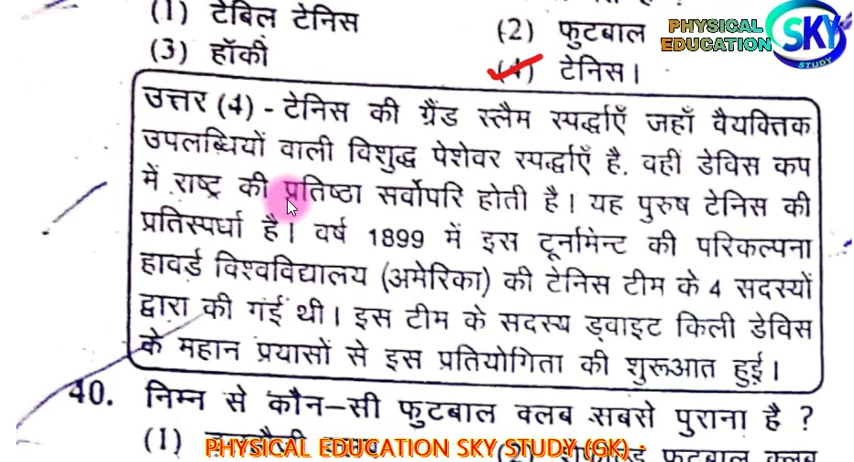 (1) टेबिल टेनिस (2) फुटबाल
(3) हॉकी (4) टेनिस।
PHYSICAL EDUCATION SKY STUDY
उत्तर (4) - टेनिस की ग्रैंड स्लैम स्पर्द्धाएँ जहाँ वैयक्तिक
उपलब्धियों वाली विशुद्ध पेशेवर स्पर्द्धाएँ है. वहीं डेविस कप
में राष्ट्र की प्रतिष्ठा सर्वोपरि होती है। यह पुरुष टेनिस की
प्रतिस्पर्धा है। वर्ष 1899 में इस टूर्नामेन्ट की परिकल्पना
हावर्ड विश्वविद्यालय (अमेरिका) की टेनिस टीम के 4 सदस्यों
द्वारा की गई थी। इस टीम के सदस्य ड्वाइट किली डेविस
के महान प्रयासों से इस प्रतियोगिता की शुरूआत हुई।
40. निम्न से कौन-सी फुटबाल क्लब सबसे पुराना है ?
(1) (2) फुटबाल क्लब
PHYSICAL EDUCATION SKY STUDY (GK) -